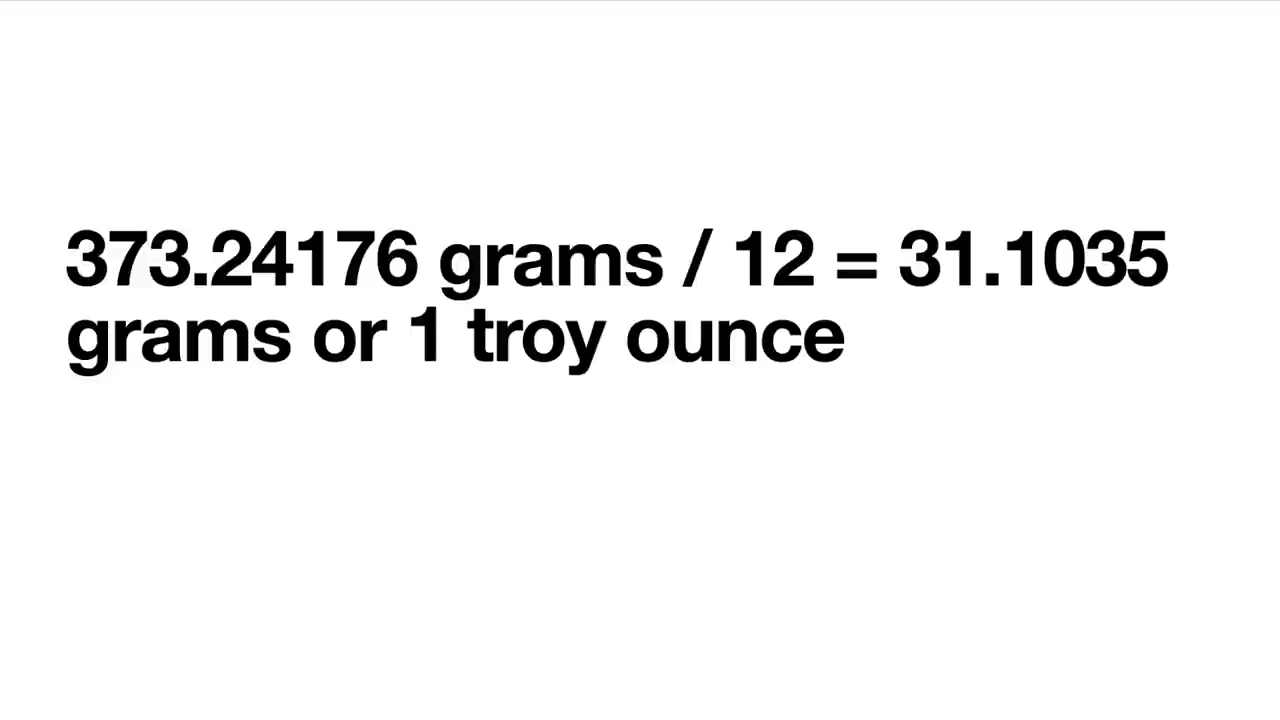 373.24176 grams / 12 = 31.1035
grams or 1 troy ounce